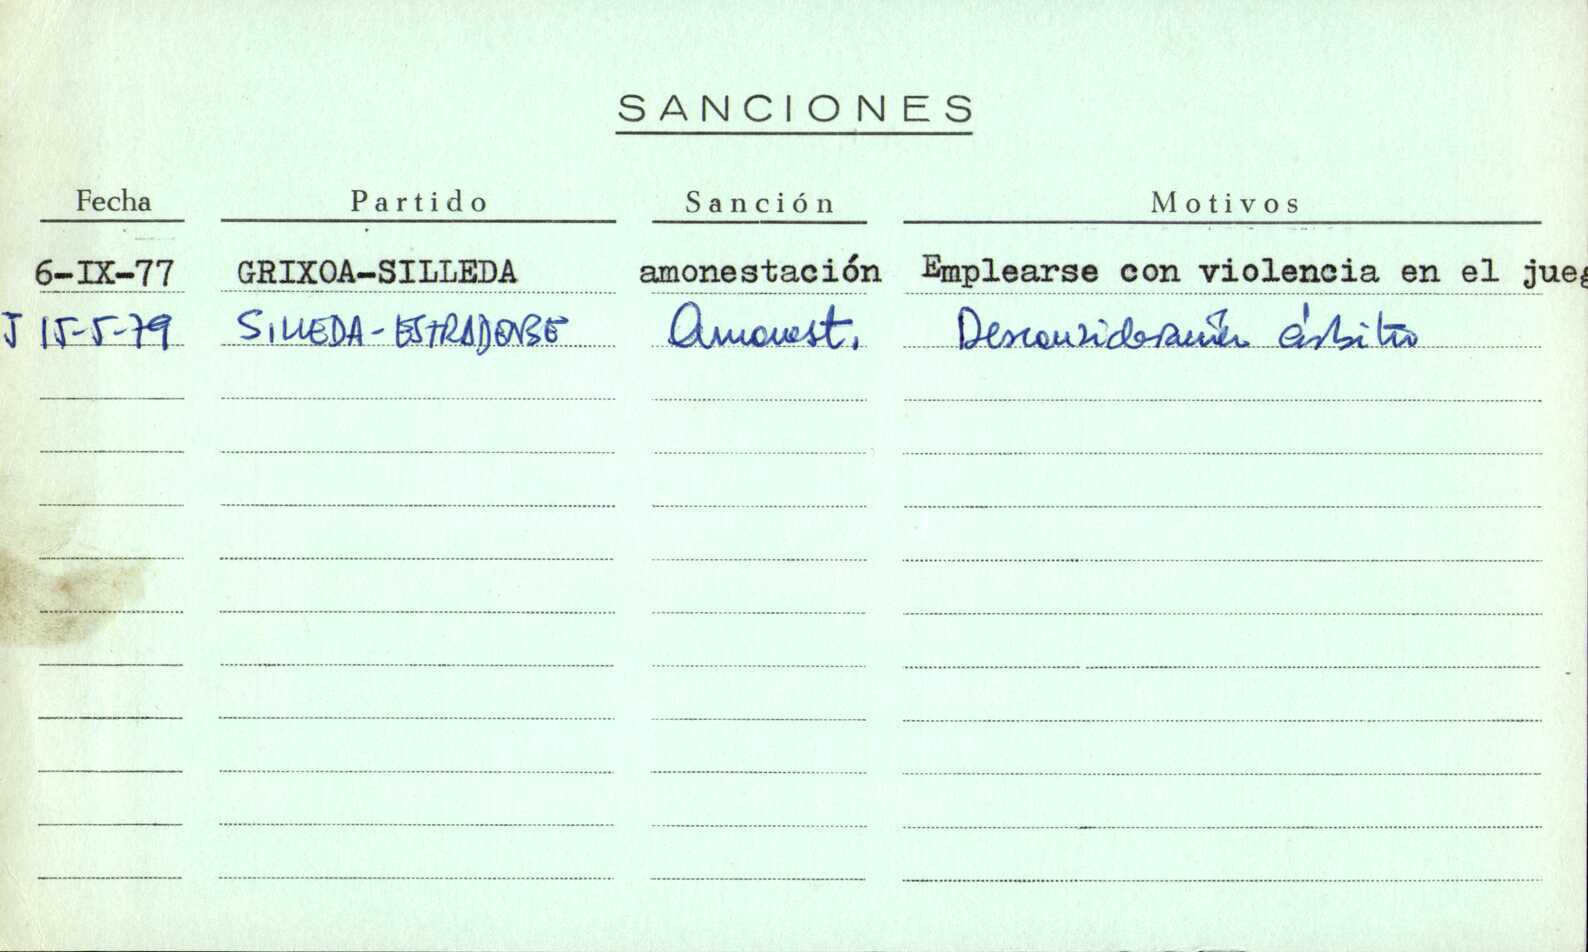 SANCIONES
Fecha Partido Sanción Motivos
6-IX-77 GRIXOA-SILLEDA amonestación Emplearse con violencia en el jueg
J 15-5-79 SILLEDA-ESTRADENSE Amonest. Desconsideración árbitro